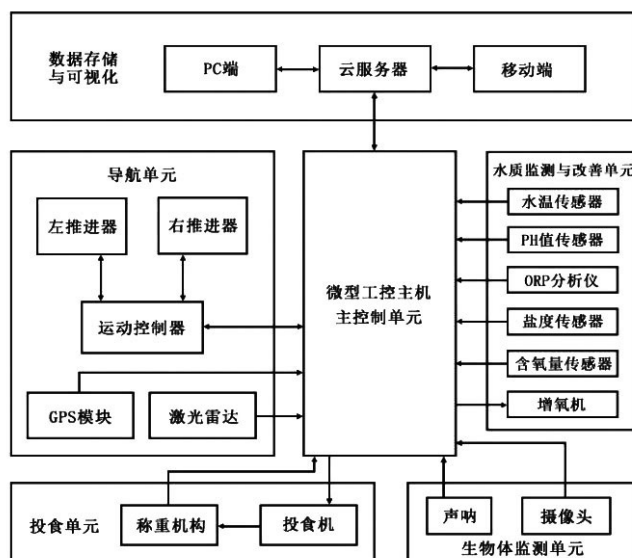 数据存储
与可视化
PC端
云服务器
移动端
导航单元
左推进器
右推进器
运动控制器
GPS模块
激光雷达
微型工控主机
主控制单元
水质监测与改善单元
水温传感器
PH值传感器
ORP分析仪
盐度传感器
含氧量传感器
增氧机
投食单元
称重机构
投食机
声呐
摄像头
生物体监测单元